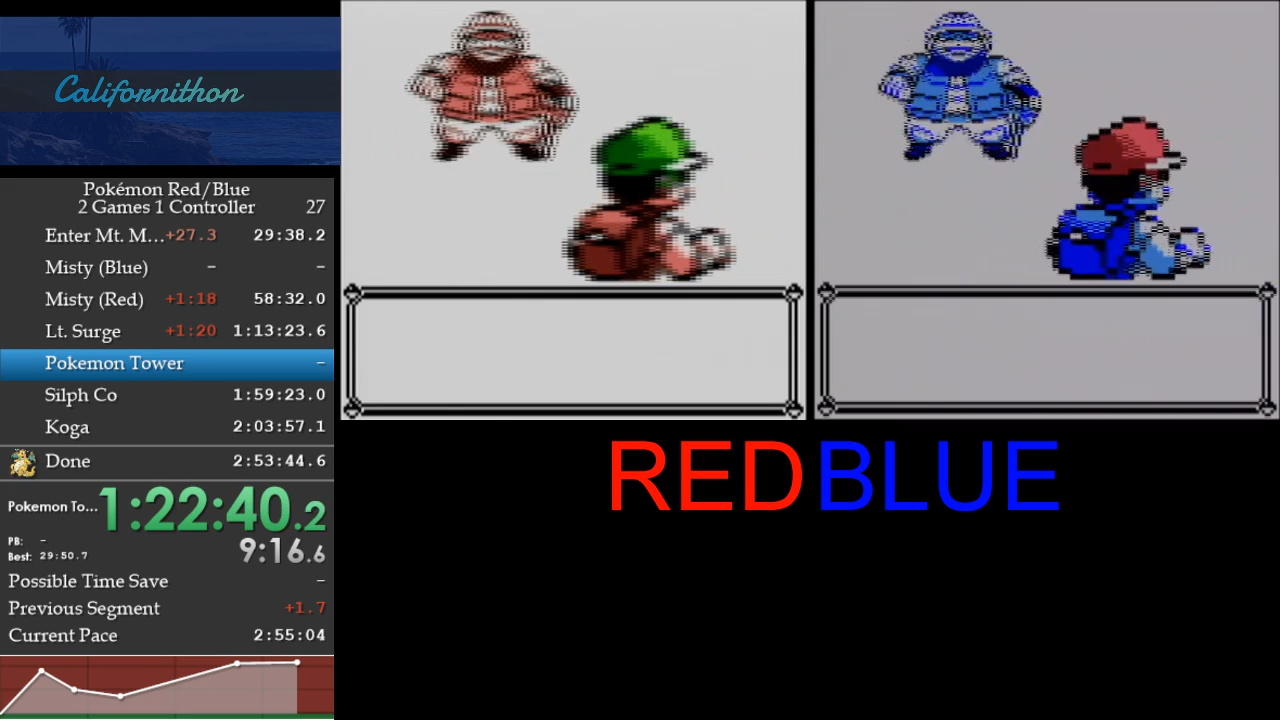 Californithon
Pokémon Red/Blue
2 Games 1 Controller 27
Enter Mt. M... +27.3 29:38.2
Misty (Blue) – –
Misty (Red) +1:18 58:32.0
Lt. Surge +1:20 1:13:23.6
Pokemon Tower –
Silph Co 1:59:23.0
Koga 2:03:57.1
Done 2:53:44.6
Pokemon To... 1:22:40.2
PB: –
Best: 29:50.7 9:16.6
Possible Time Save –
Previous Segment +1.7
Current Pace 2:55:04
RED BLUE